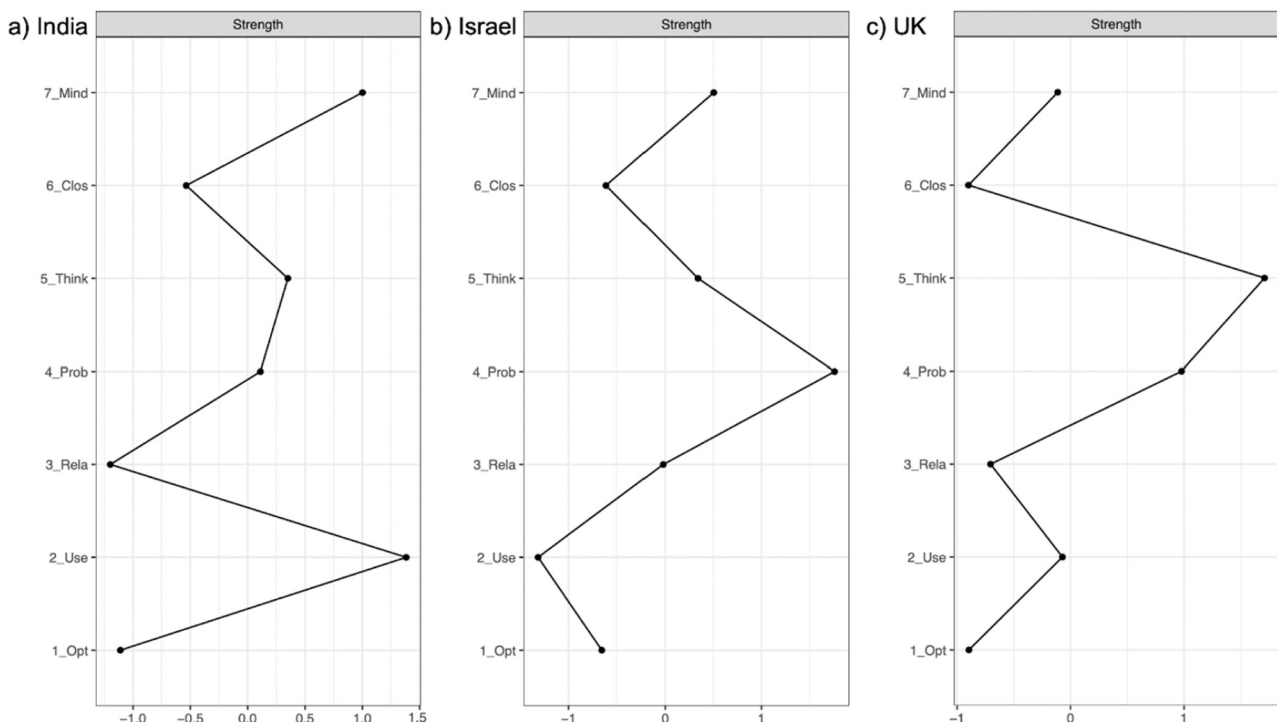 a) India
Strength
7_Mind
6_Clos
5_Think
4_Prob
3_Rela
2_Use
1_Opt
−1.0 −0.5 0.0 0.5 1.0 1.5
b) Israel
Strength
7_Mind
6_Clos
5_Think
4_Prob
3_Rela
2_Use
1_Opt
−1 0 1
c) UK
Strength
7_Mind
6_Clos
5_Think
4_Prob
3_Rela
2_Use
1_Opt
−1 0 1